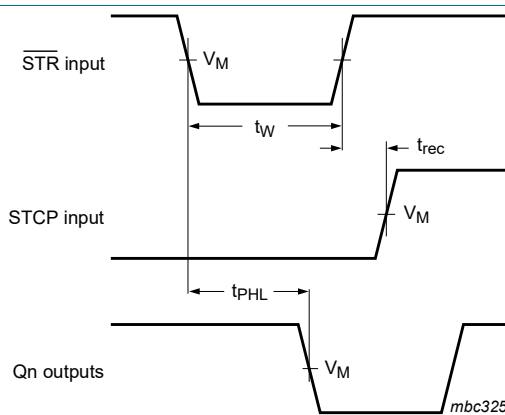 STR input
VM
tW
trec
STCP input
VM
tPHL
Qn outputs
VM
mbc325